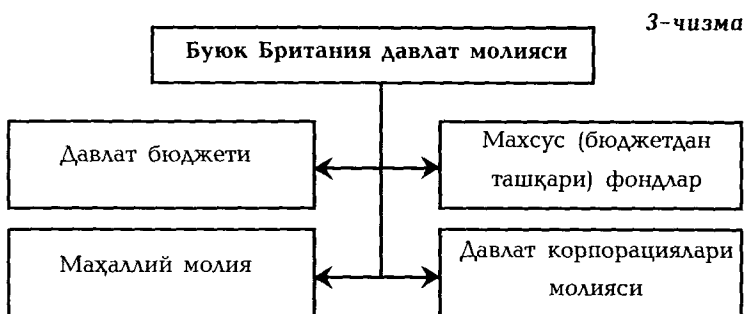 3-чизма
Буюк Британия давлат молияси
Давлат бюджети
Махсус (бюджетдан
ташқари) фондлар
Маҳаллий молия
Давлат корпорациялари
молияси